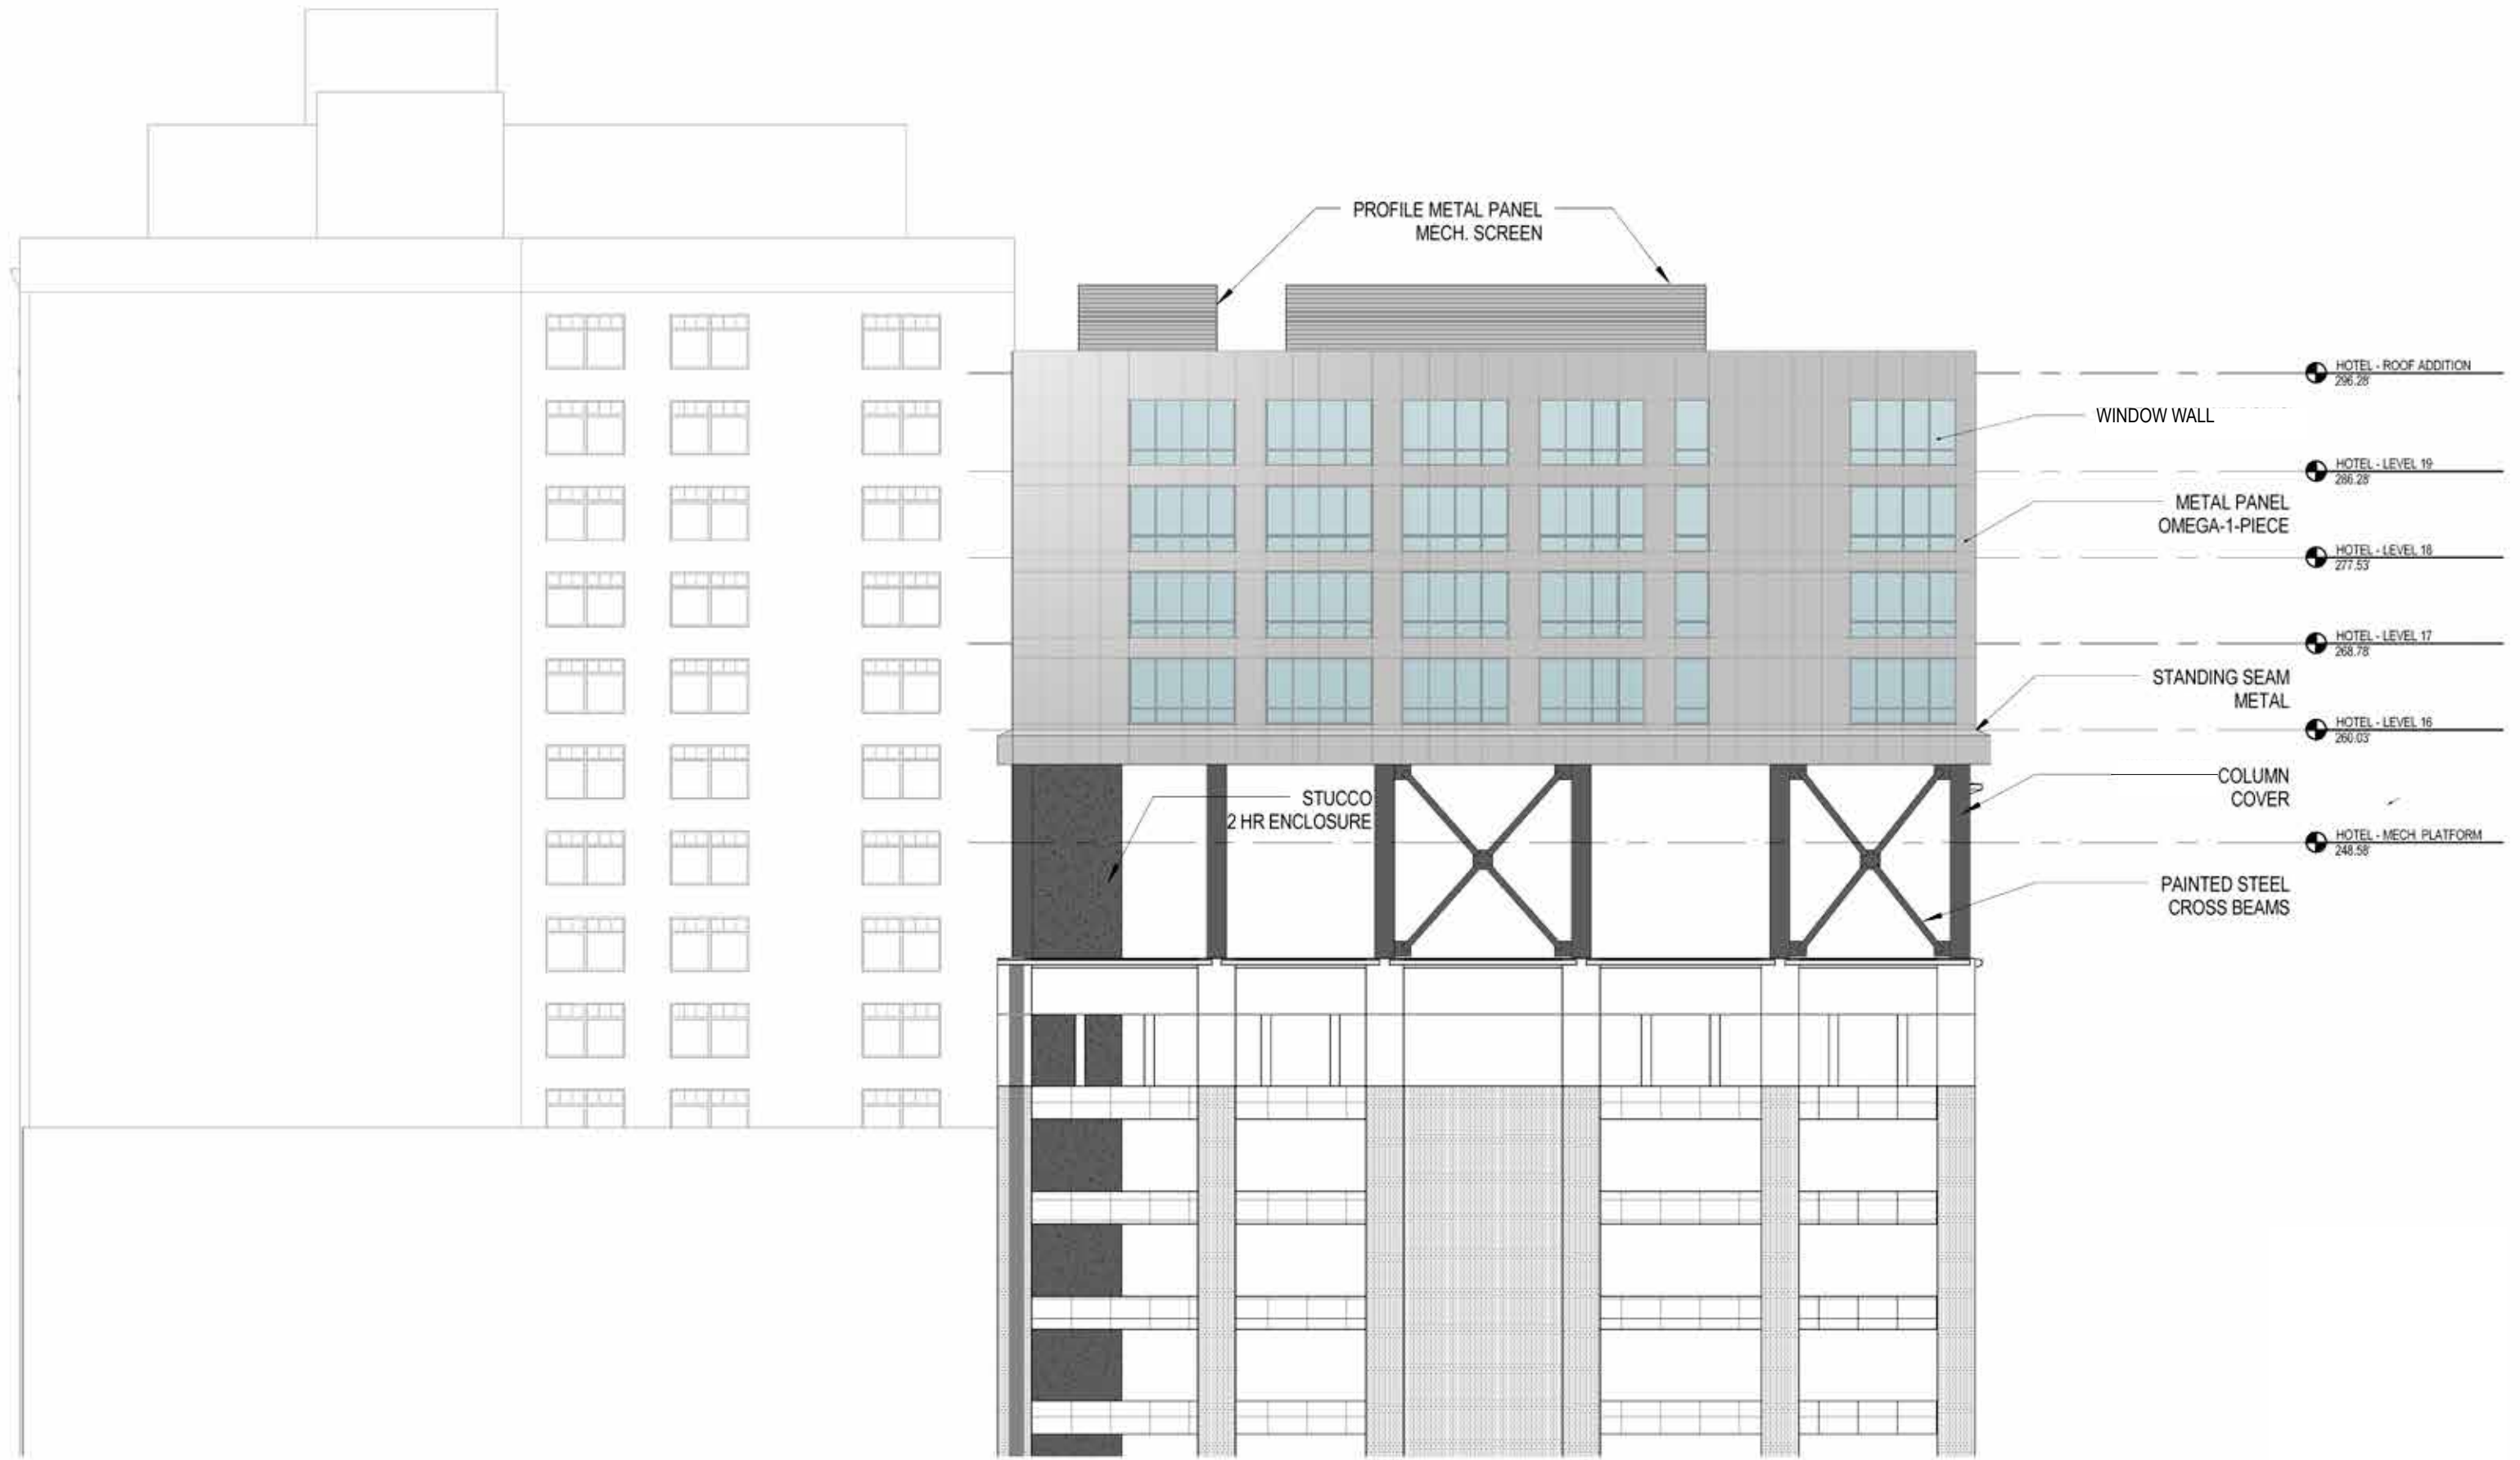 PROFILE METAL PANEL
MECH. SCREEN
HOTEL - ROOF ADDITION
296.28'
WINDOW WALL
HOTEL - LEVEL 19
286.28'
METAL PANEL
OMEGA-1-PIECE
HOTEL - LEVEL 18
277.53'
HOTEL - LEVEL 17
268.78'
STANDING SEAM
METAL
HOTEL - LEVEL 16
260.03'
COLUMN
COVER
STUCCO
2 HR ENCLOSURE
HOTEL - MECH. PLATFORM
248.58'
PAINTED STEEL
CROSS BEAMS